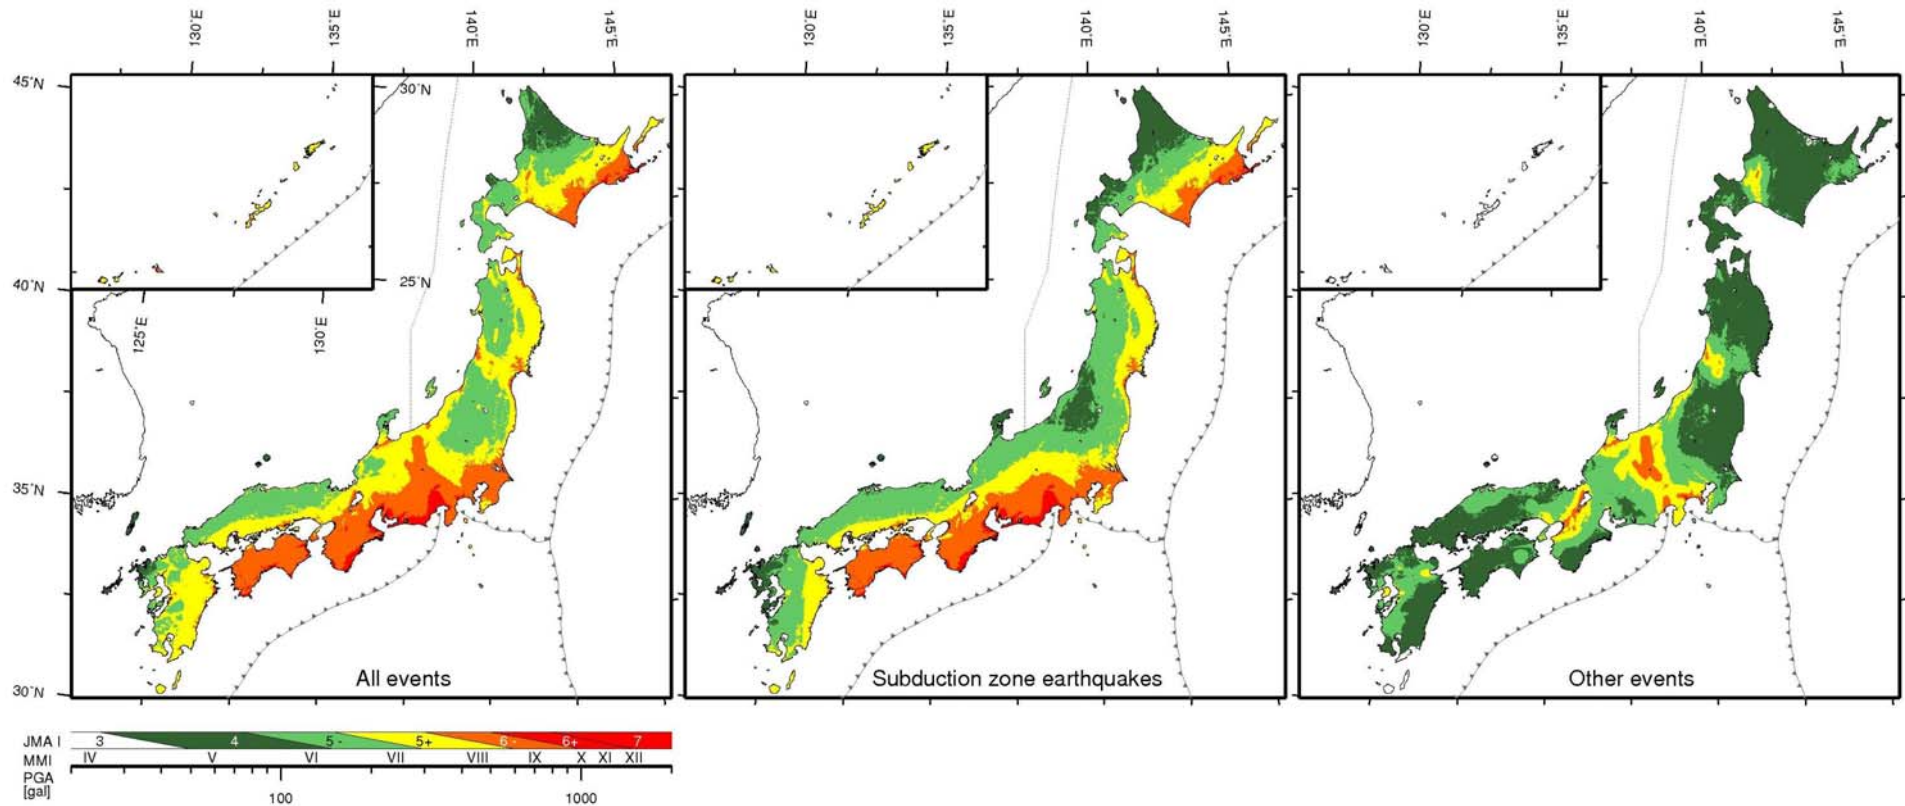 130˚E 135˚E 140˚E 145˚E 130˚E 135˚E 140˚E 145˚E 130˚E 135˚E 140˚E 145˚E
45˚N
30˚N
25˚N
40˚N
125˚E 130˚E
35˚N
30˚N
All events
Subduction zone earthquakes
Other events
JMA I 3 4 5- 5+ 6- 6+ 7
MMI IV V VI VII VIII IX X XI XII
PGA
[gal]
100 1000